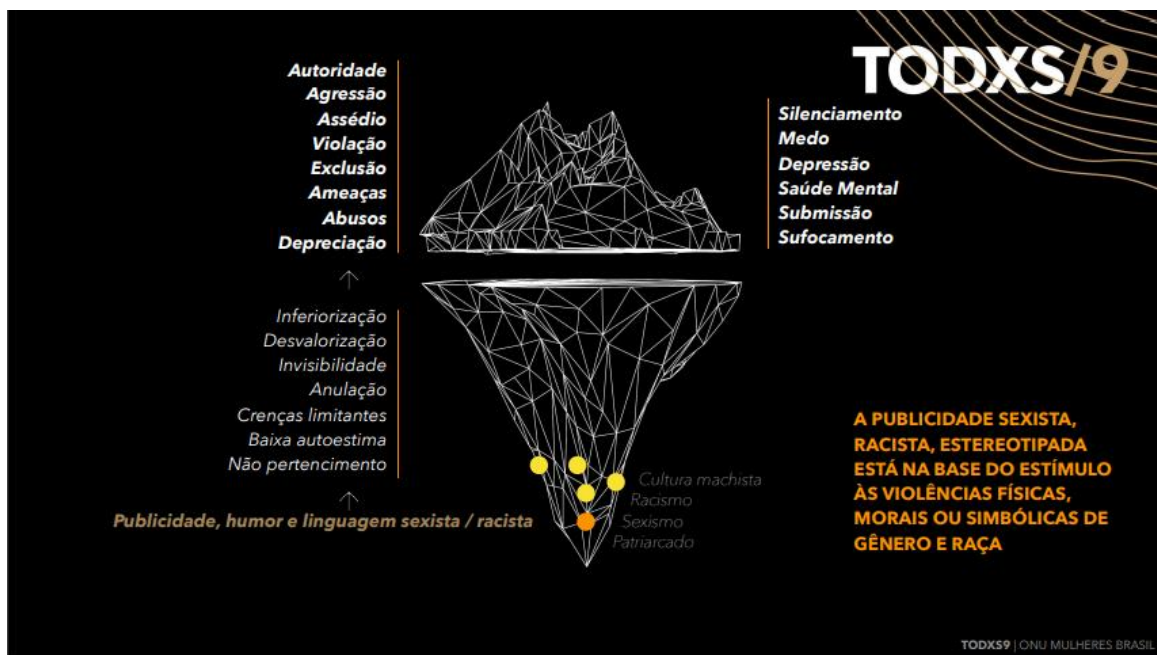 TODXS/9
Autoridade
Agressão
Assédio
Violação
Exclusão
Ameaças
Abusos
Depreciação
Silenciamento
Medo
Depressão
Saúde Mental
Submissão
Sufocamento
Inferiorização
Desvalorização
Invisibilidade
Anulação
Crenças limitantes
Baixa autoestima
Não pertencimento
Publicidade, humor e linguagem sexista / racista
Cultura machista
Racismo
Sexismo
Patriarcado
A PUBLICIDADE SEXISTA,
RACISTA, ESTEREOTIPADA
ESTÁ NA BASE DO ESTÍMULO
ÀS VIOLÊNCIAS FÍSICAS,
MORAIS OU SIMBÓLICAS DE
GÊNERO E RAÇA
TODXS9 | ONU MULHERES BRASIL